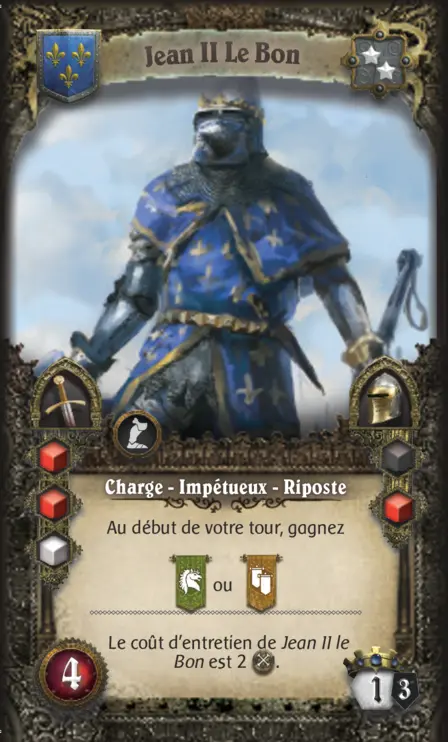 Jean II Le Bon
Charge - Impétueux - Riposte
Au début de votre tour, gagnez
ou
Le coût d'entretien de Jean II le
Bon est 2 .
4
1 3